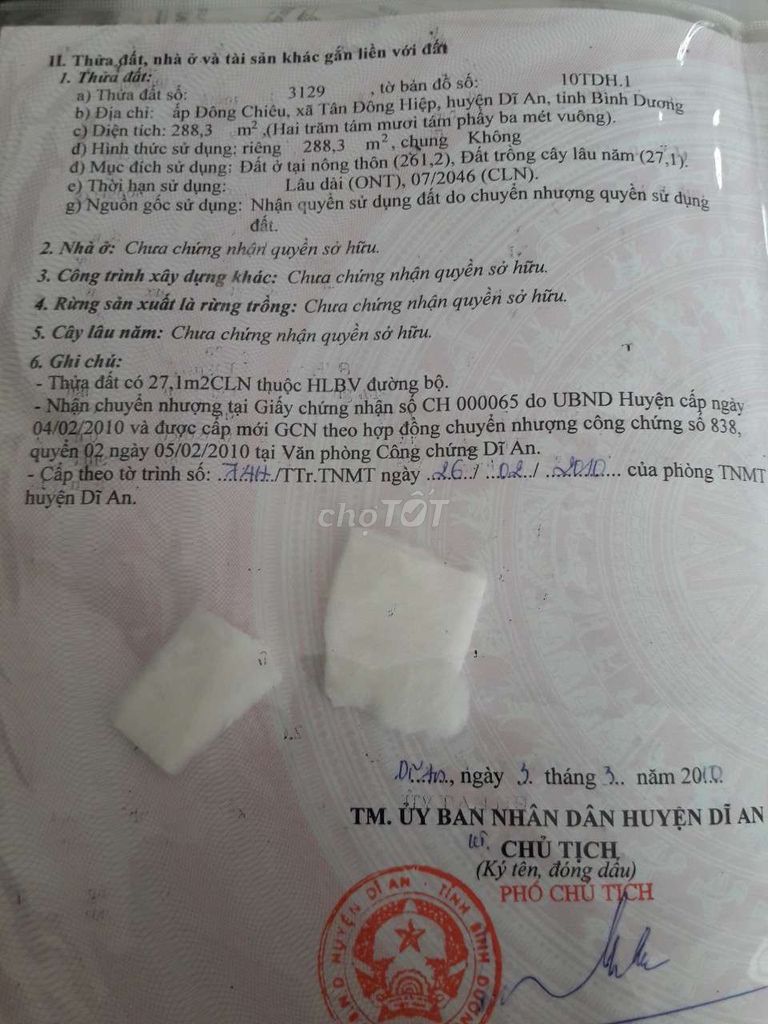 II. Thửa đất, nhà ở và tài sản khác gắn liền với đất
1. Thửa đất:
a) Thửa đất số: 3129 , tờ bản đồ số: 10TDH.1
b) Địa chỉ: ấp Đông Chiêu, xã Tân Đông Hiệp, huyện Dĩ An, tỉnh Bình Dương
c) Diện tích: 288,3 m², (Hai trăm tám mươi tám phẩy ba mét vuông).
d) Hình thức sử dụng: riêng 288,3 m², chung Không
đ) Mục đích sử dụng: Đất ở tại nông thôn (261,2), Đất trồng cây lâu năm (27,1).
e) Thời hạn sử dụng: Lâu dài (ONT), 07/2046 (CLN).
g) Nguồn gốc sử dụng: Nhận quyền sử dụng đất do chuyển nhượng quyền sử dụng
đất.
2. Nhà ở: Chưa chứng nhận quyền sở hữu.
3. Công trình xây dựng khác: Chưa chứng nhận quyền sở hữu.
4. Rừng sản xuất là rừng trồng: Chưa chứng nhận quyền sở hữu.
5. Cây lâu năm: Chưa chứng nhận quyền sở hữu.
6. Ghi chú:
- Thửa đất có 27,1m2CLN thuộc HLBV đường bộ.
- Nhận chuyển nhượng tại Giấy chứng nhận số CH 000065 do UBND Huyện cấp ngày
04/02/2010 và được cấp mới GCN theo hợp đồng chuyển nhượng công chứng số 838,
quyển 02 ngày 05/02/2010 tại Văn phòng Công chứng Dĩ An.
- Cấp theo tờ trình số: /TTr.TNMT ngày 26/ 02/ 2010 của phòng TNMT
huyện Dĩ An.
chợTỐT
Dĩ An, ngày 3 tháng 3 năm 2010
TM. ỦY BAN NHÂN DÂN HUYỆN DĨ AN
KT. CHỦ TỊCH
(Ký tên, đóng dấu)
PHÓ CHỦ TỊCH
HUYỆN DĨ AN - TỈNH BÌNH DƯƠNG